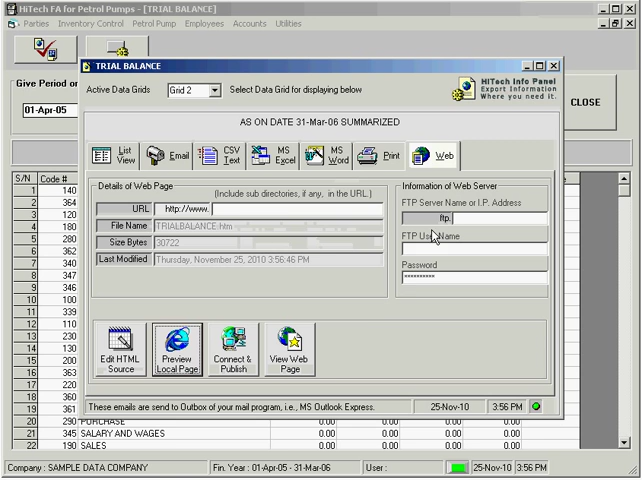 HiTech FA for Petrol Pumps - [TRIAL BALANCE]
Parties Inventory Control Petrol Pump Employees Accounts Utilities
Give Period or
01-Apr-05
CLOSE
TRIAL BALANCE
Active Data Grids Grid 2 Select Data Grid for displaying below
HiTech Info Panel
Export Information
Where you need it.
AS ON DATE 31-Mar-06 SUMMARIZED
List View Email CSV Text MS Excel MS Word Print Web
Details of Web Page
(Include sub directories, if any, in the URL.)
URL http://www.
File Name TRIALBALANCE.htm
Size Bytes 30722
Last Modified Thursday, November 25, 2010 3:56:46 PM
Information of Web Server
FTP Server Name or I.P. Address
ftp.
FTP User Name
Password
**********
Edit HTML Source
Preview Local Page
Connect & Publish
View Web Page
These emails are send to Outbox of your mail program, i.e., MS Outlook Express. 25-Nov-10 3:56 PM
S/N Code #
1 140
2 364
3 120
4 180
5 280
6 362
7 340
8 347
9 346
10 100
11 339
12 110
13 230
14 130
15 200
16 363
17 220
18 360
19 361
20 290 PURCHASE 0.00 0.00 0.00 0.00
21 345 SALARY AND WAGES 0.00 0.00 0.00 0.00
22 190 SALES 0.00 0.00 0.00 0.00
Company : SAMPLE DATA COMPANY Fin. Year : 01-Apr-05 - 31-Mar-06 User : 25-Nov-10 3:56 PM